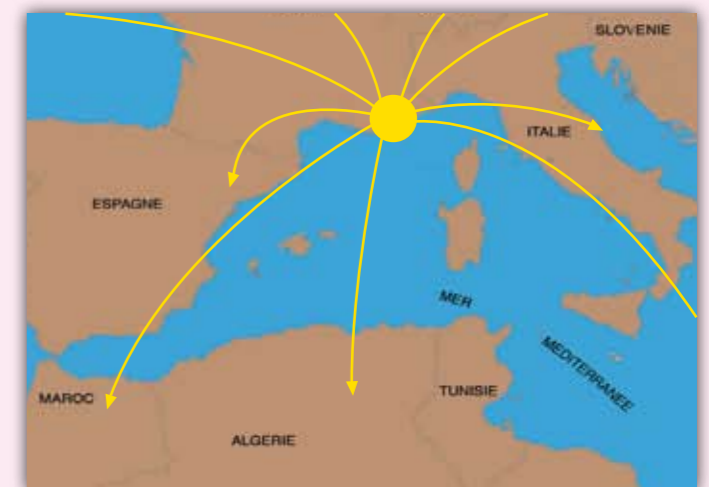 SLOVENIE
ITALIE
ESPAGNE
MER
MEDITERRANEE
MAROC
TUNISIE
ALGERIE